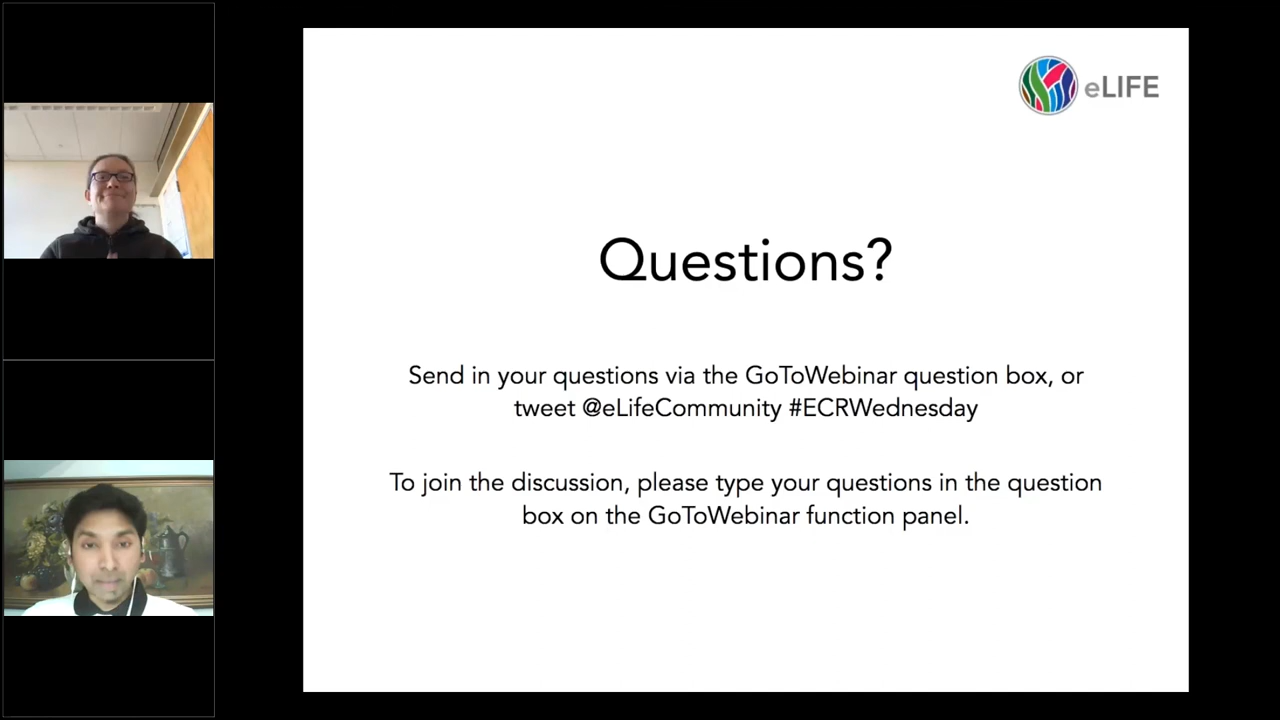 eLIFE
Questions?
Send in your questions via the GoToWebinar question box, or
tweet @eLifeCommunity #ECRWednesday
To join the discussion, please type your questions in the question
box on the GoToWebinar function panel.